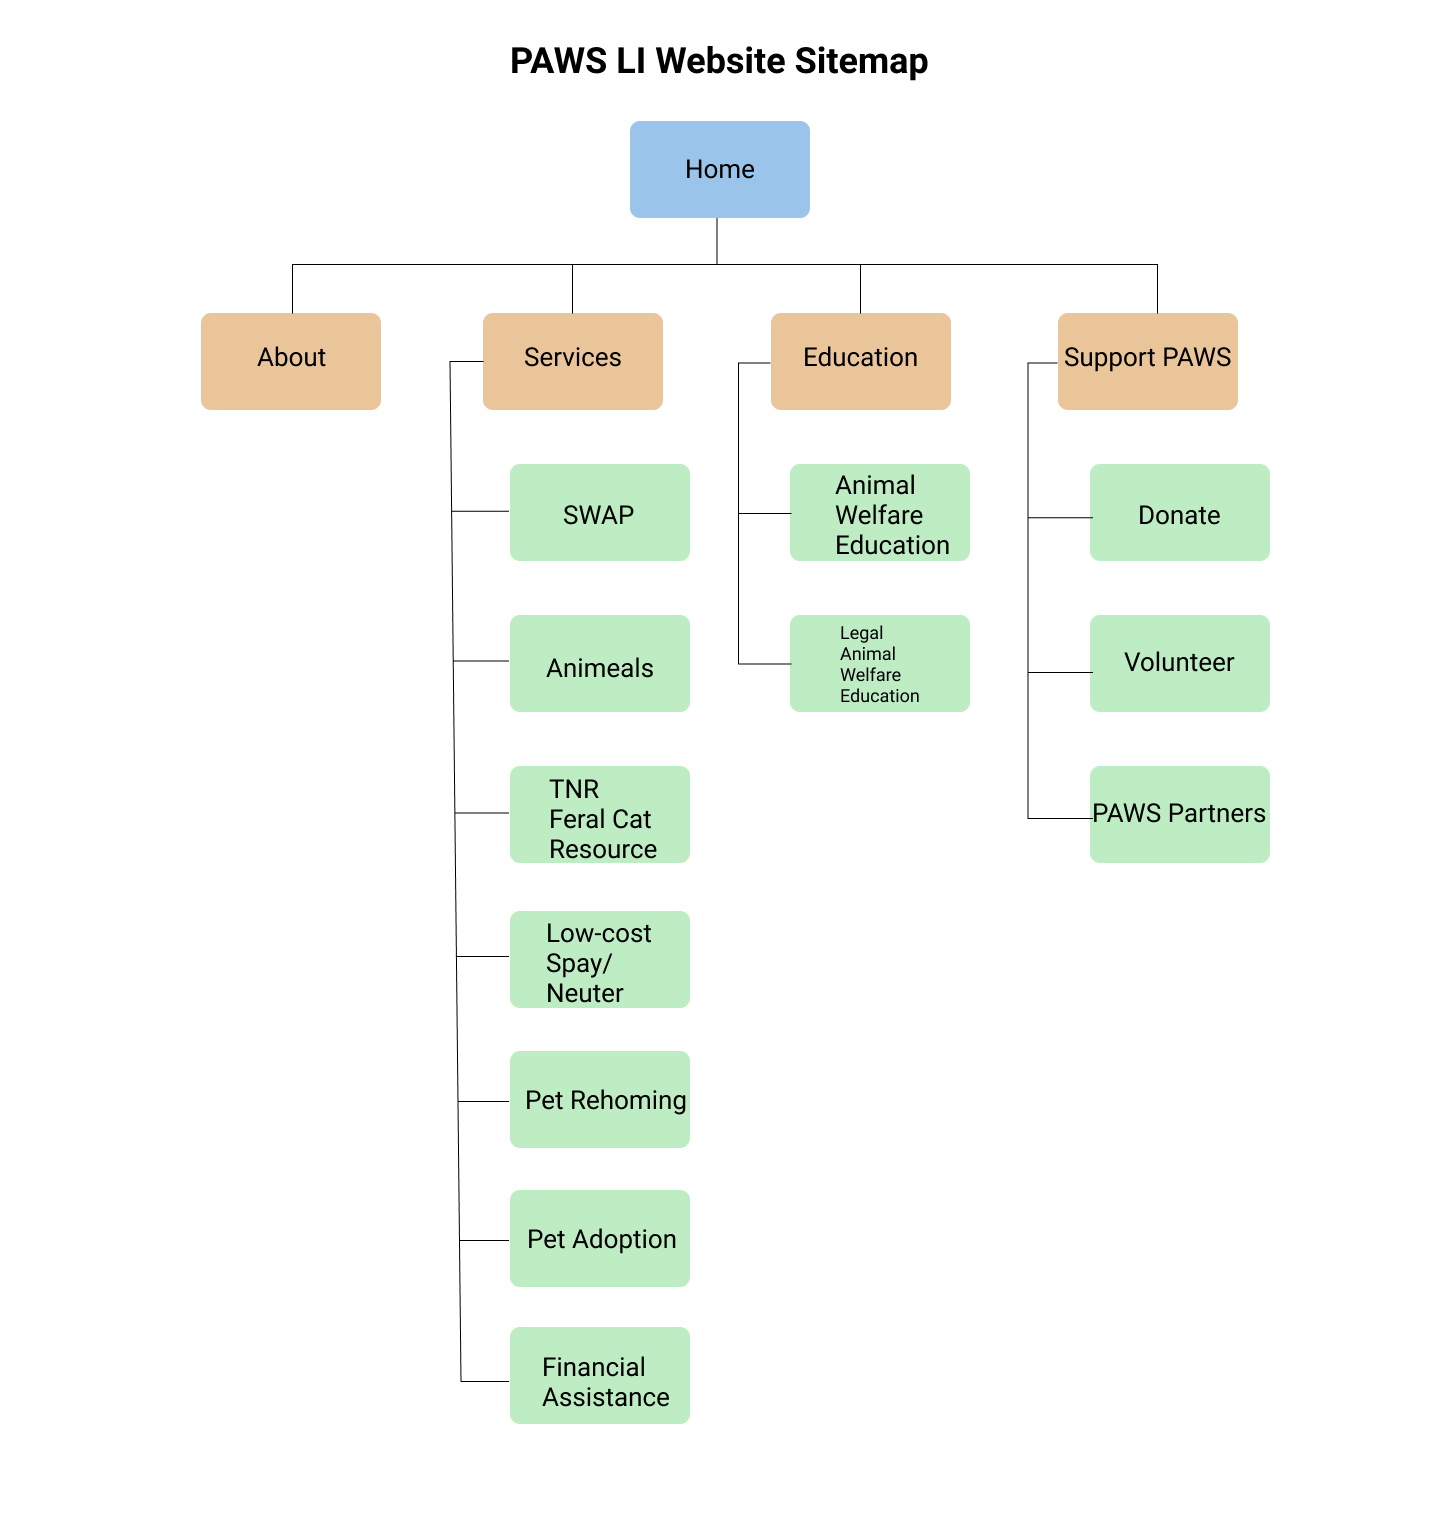 PAWS LI Website Sitemap
Home
About
Services
Education
Support PAWS
SWAP
Animeals
TNR
Feral Cat
Resource
Low-cost
Spay/
Neuter
Pet Rehoming
Pet Adoption
Financial
Assistance
Animal
Welfare
Education
Legal
Animal
Welfare
Education
Donate
Volunteer
PAWS Partners